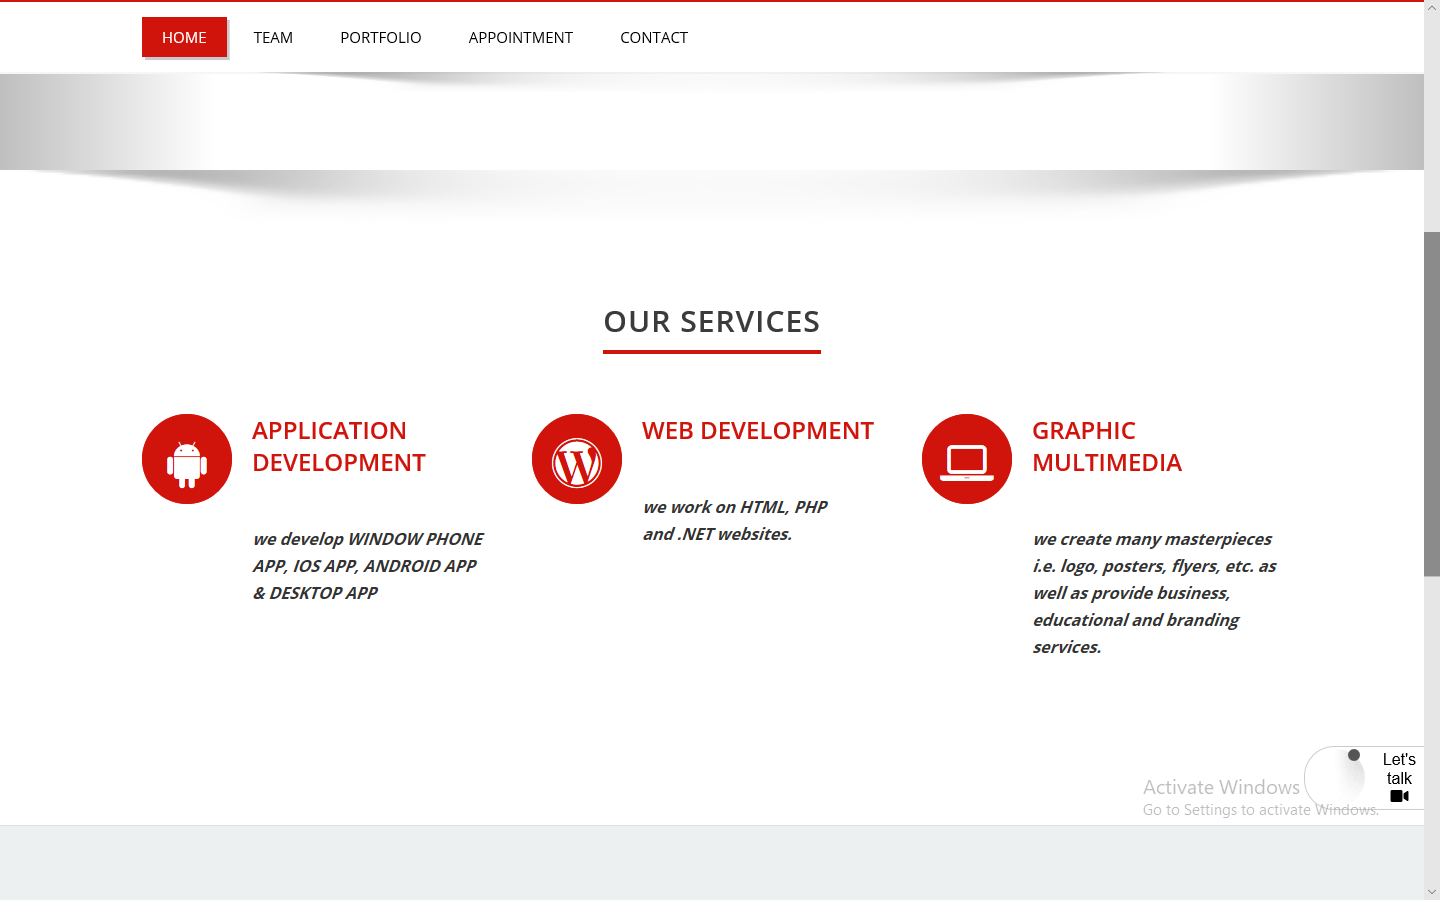 HOME TEAM PORTFOLIO APPOINTMENT CONTACT
OUR SERVICES
APPLICATION
DEVELOPMENT
we develop WINDOW PHONE
APP, IOS APP, ANDROID APP
& DESKTOP APP
WEB DEVELOPMENT
we work on HTML, PHP
and .NET websites.
GRAPHIC
MULTIMEDIA
we create many masterpieces
i.e. logo, posters, flyers, etc. as
well as provide business,
educational and branding
services.
Let's
talk
Activate Windows
Go to Settings to activate Windows.